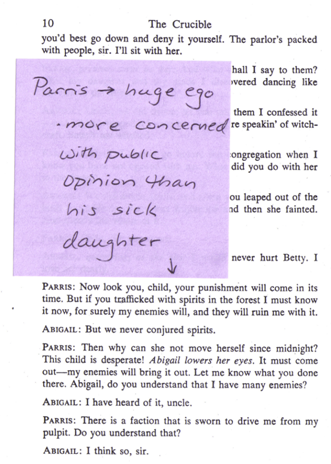 10 The Crucible
you'd best go down and deny it yourself. The parlor's packed
with people, sir. I'll sit with her.
hall I say to them?
vered dancing like
them I confessed it
re speakin' of witch-
ongregation when I
did you do with her
ou leaped out of the
nd then she fainted.
never hurt Betty. I
Parris → huge ego
· more concerned
with public
opinion than
his sick
daughter
↓
PARRIS: Now look you, child, your punishment will come in its
time. But if you trafficked with spirits in the forest I must know
it now, for surely my enemies will, and they will ruin me with it.
ABIGAIL: But we never conjured spirits.
PARRIS: Then why can she not move herself since midnight?
This child is desperate! Abigail lowers her eyes. It must come
out—my enemies will bring it out. Let me know what you done
there. Abigail, do you understand that I have many enemies?
ABIGAIL: I have heard of it, uncle.
PARRIS: There is a faction that is sworn to drive me from my
pulpit. Do you understand that?
ABIGAIL: I think so, sir.